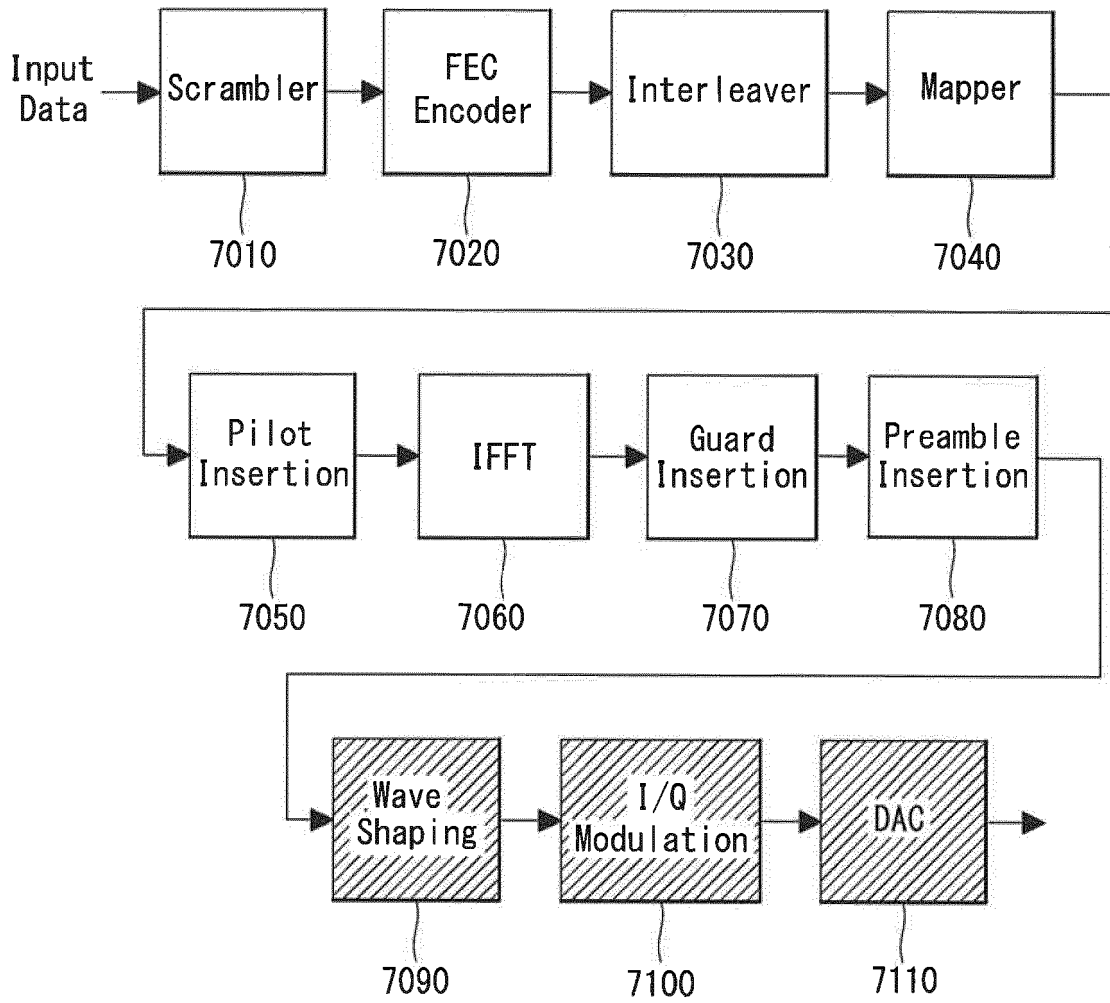 Input
Data
Scrambler
FEC
Encoder
Interleaver
Mapper
7010
7020
7030
7040
Pilot
Insertion
IFFT
Guard
Insertion
Preamble
Insertion
7050
7060
7070
7080
Wave
Shaping
I/Q
Modulation
DAC
7090
7100
7110